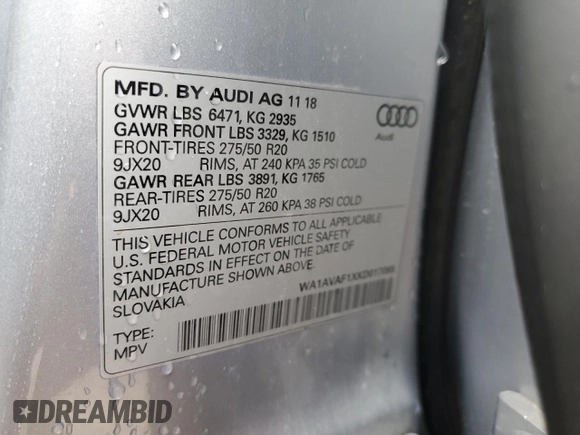 MFD. BY AUDI AG 11 18
GVWR LBS 6471, KG 2935
GAWR FRONT LBS 3329, KG 1510
FRONT-TIRES 275/50 R20
9JX20 RIMS, AT 240 KPA 35 PSI COLD
GAWR REAR LBS 3891, KG 1765
REAR-TIRES 275/50 R20
9JX20 RIMS, AT 260 KPA 38 PSI COLD
Audi
THIS VEHICLE CONFORMS TO ALL APPLICABLE
U.S. FEDERAL MOTOR VEHICLE SAFETY
STANDARDS IN EFFECT ON THE DATE OF
MANUFACTURE SHOWN ABOVE.
SLOVAKIA
TYPE:
MPV
DREAMBID